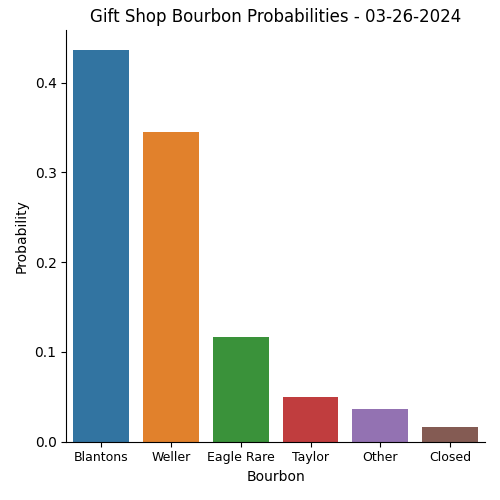 Gift Shop Bourbon Probabilities - 03-26-2024
Probability
0.4
0.3
0.2
0.1
0.0
Blantons Weller Eagle Rare Taylor Other Closed
Bourbon